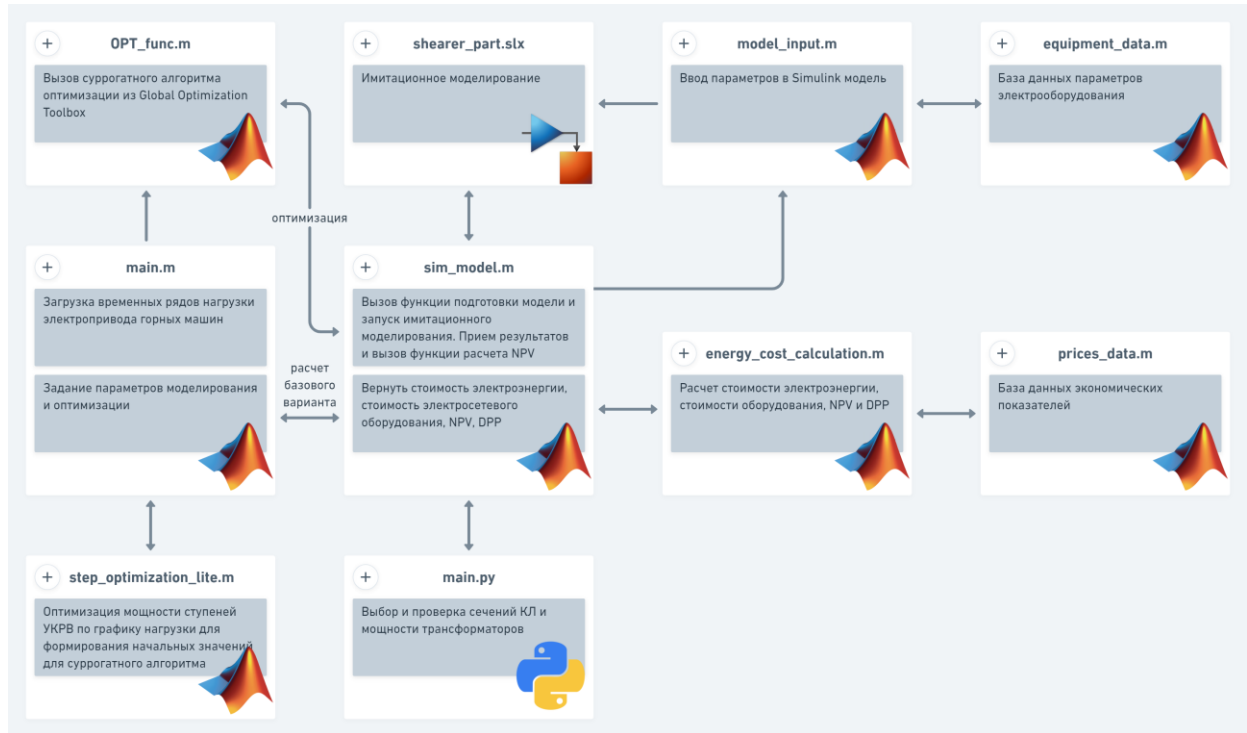 + OPT_func.m
Вызов суррогатного алгоритма
оптимизации из Global Optimization
Toolbox
+ shearer_part.slx
Имитационное моделирование
+ model_input.m
Ввод параметров в Simulink модель
+ equipment_data.m
База данных параметров
электрооборудования
оптимизация
+ main.m
Загрузка временных рядов нагрузки
электропривода горных машин
Задание параметров моделирования
и оптимизации
расчет
базового
варианта
+ sim_model.m
Вызов функции подготовки модели и
запуск имитационного
моделирования. Прием результатов
и вызов функции расчета NPV
Вернуть стоимость электроэнергии,
стоимость электросетевого
оборудования, NPV, DPP
+ energy_cost_calculation.m
Расчет стоимости электроэнергии,
стоимости оборудования, NPV и DPP
+ prices_data.m
База данных экономических
показателей
+ step_optimization_lite.m
Оптимизация мощности ступеней
УКРВ по графику нагрузки для
формирования начальных значений
для суррогатного алгоритма
+ main.py
Выбор и проверка сечений КЛ и
мощности трансформаторов